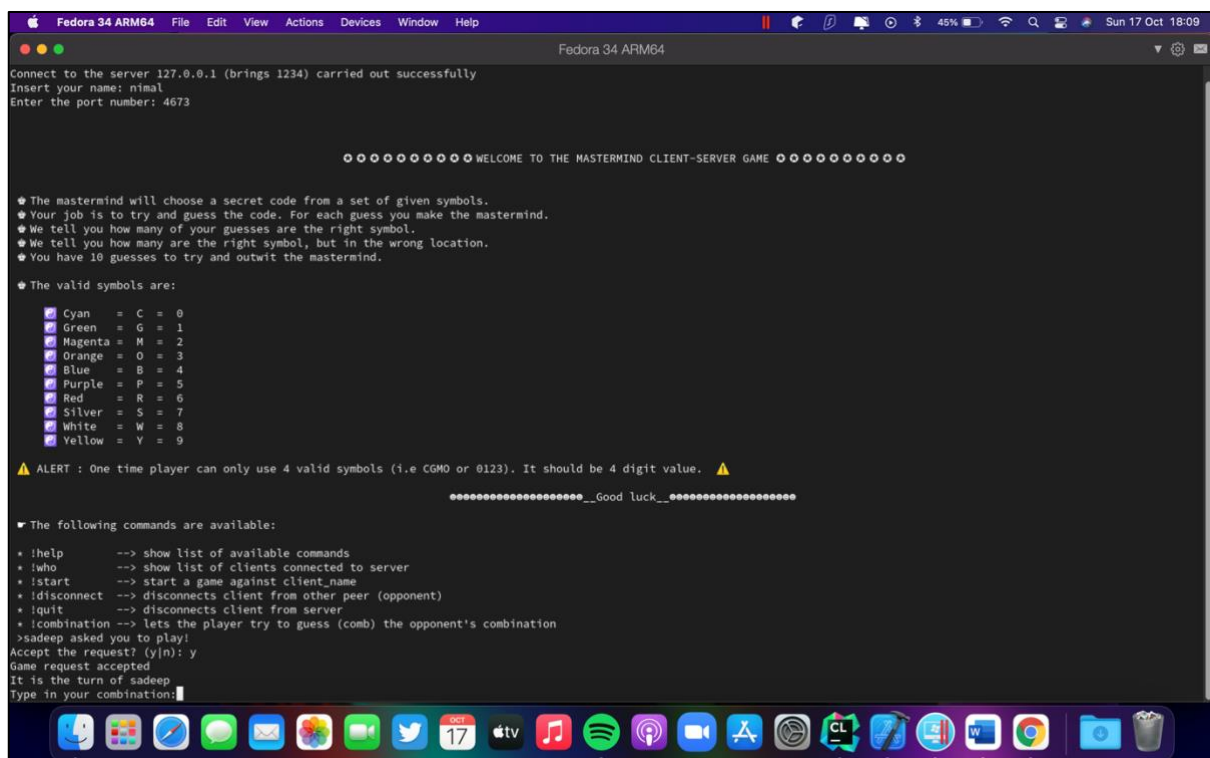 Fedora 34 ARM64 File Edit View Actions Devices Window Help 45% Sun 17 Oct 18:09
Fedora 34 ARM64
Connect to the server 127.0.0.1 (brings 1234) carried out successfully
Insert your name: nimal
Enter the port number: 4673
WELCOME TO THE MASTERMIND CLIENT-SERVER GAME
The mastermind will choose a secret code from a set of given symbols.
Your job is to try and guess the code. For each guess you make the mastermind.
We tell you how many of your guesses are the right symbol.
We tell you how many are the right symbol, but in the wrong location.
You have 10 guesses to try and outwit the mastermind.
The valid symbols are:
Cyan = C = 0
Green = G = 1
Magenta = M = 2
Orange = O = 3
Blue = B = 4
Purple = P = 5
Red = R = 6
Silver = S = 7
White = W = 8
Yellow = Y = 9
ALERT : One time player can only use 4 valid symbols (i.e CGMO or 0123). It should be 4 digit value.
__Good luck__
The following commands are available:
* !help --> show list of available commands
* !who --> show list of clients connected to server
* !start --> start a game against client_name
* !disconnect --> disconnects client from other peer (opponent)
* !quit --> disconnects client from server
* !combination --> lets the player try to guess (comb) the opponent's combination
>sadeep asked you to play!
Accept the request? (y|n): y
Game request accepted
It is the turn of sadeep
Type in your combination:
OCT
17
tv
CL
W